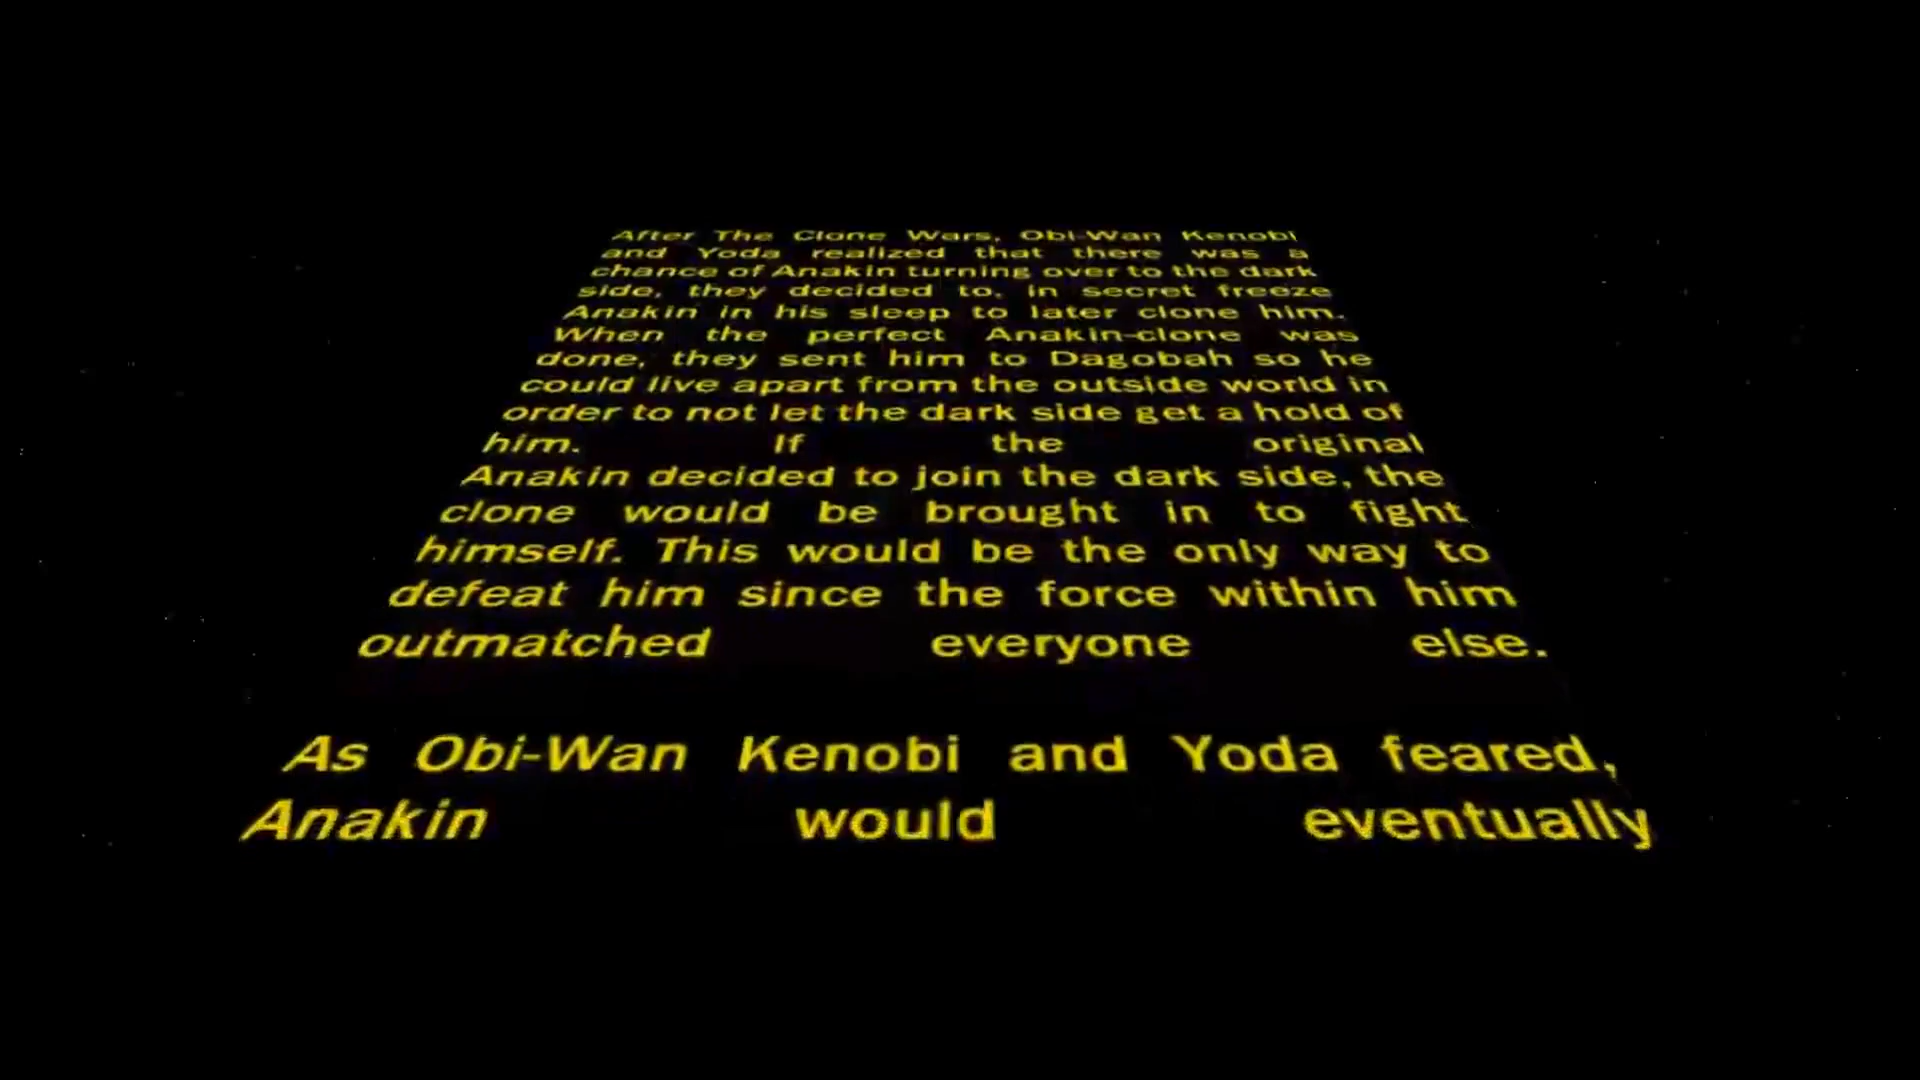 After The Clone Wars, Obi-Wan Kenobi
and Yoda realized that there was a
chance of Anakin turning over to the dark
side, they decided to, in secret freeze
Anakin in his sleep to later clone him.
When the perfect Anakin-clone was
done, they sent him to Dagobah so he
could live apart from the outside world in
order to not let the dark side get a hold of
him. If the original
Anakin decided to join the dark side, the
clone would be brought in to fight
himself. This would be the only way to
defeat him since the force within him
outmatched everyone else.
As Obi-Wan Kenobi and Yoda feared,
Anakin would eventually